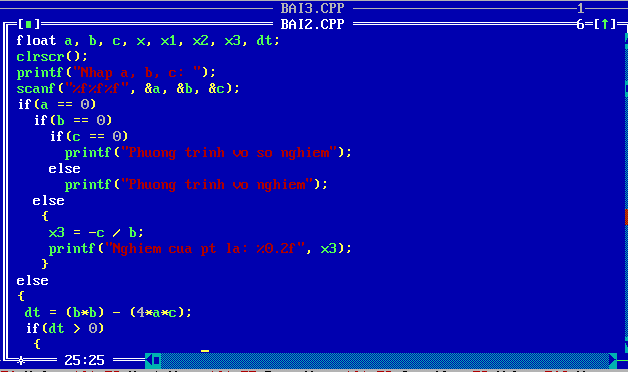 BAI3.CPP 1
[■] BAI2.CPP 6=[↑]
float a, b, c, x, x1, x2, x3, dt;
clrscr();
printf("Nhap a, b, c: ");
scanf("%f%f%f", &a, &b, &c);
if(a == 0)
if(b == 0)
if(c == 0)
printf("Phuong trinh vo so nghiem");
else
printf("Phuong trinh vo nghiem");
else
{
x3 = -c / b;
printf("Nghiem cua pt la: %0.2f", x3);
}
else
{
dt = (b*b) - (4*a*c);
if(dt > 0)
{
25:25